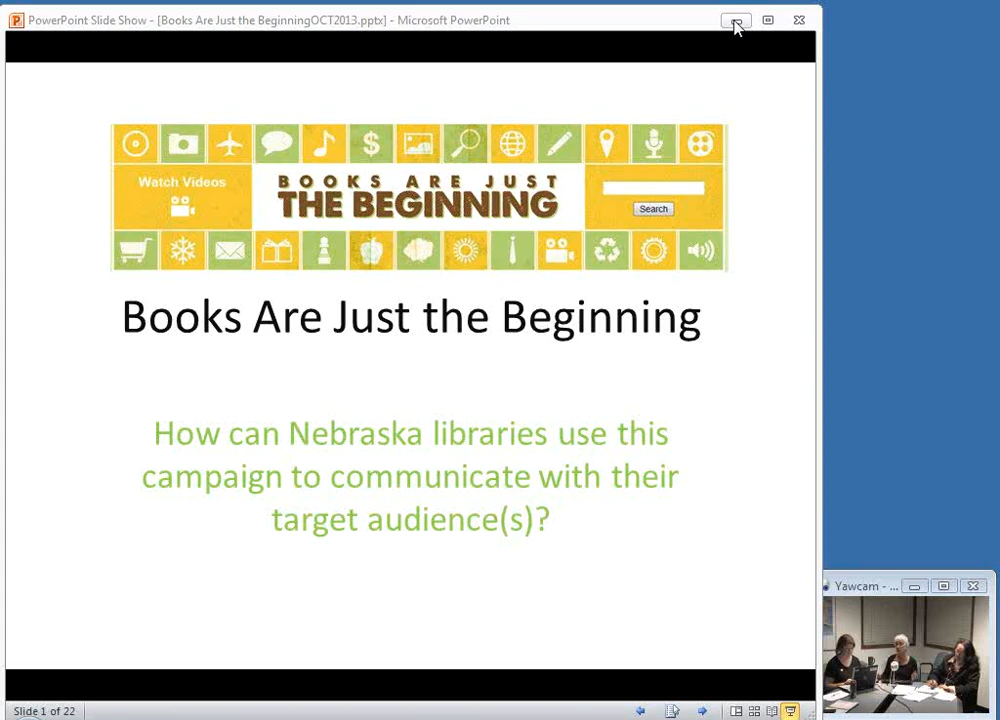 PowerPoint Slide Show - [Books Are Just the BeginningOCT2013.pptx] - Microsoft PowerPoint
Watch Videos
BOOKS ARE JUST
THE BEGINNING
Search
Books Are Just the Beginning
How can Nebraska libraries use this
campaign to communicate with their
target audience(s)?
Yawcam - ...
Slide 1 of 22